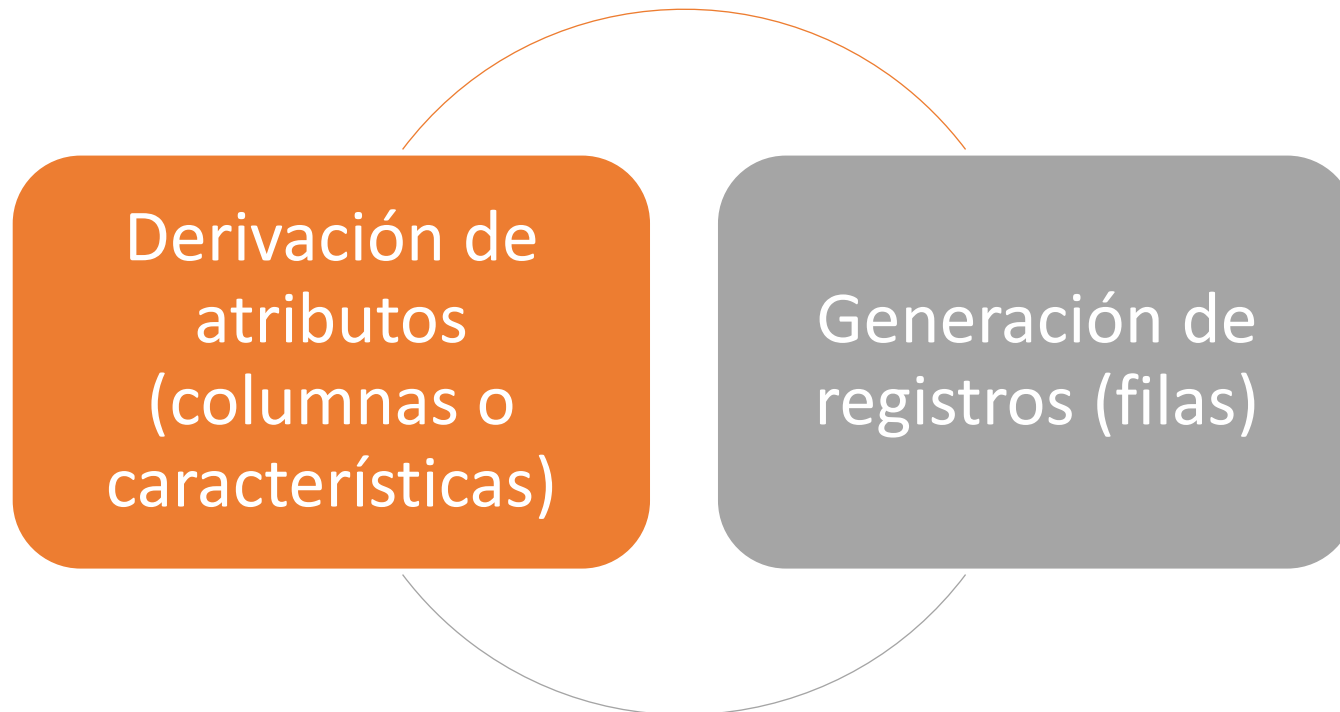 Derivación de
atributos
(columnas o
características)
Generación de
registros (filas)